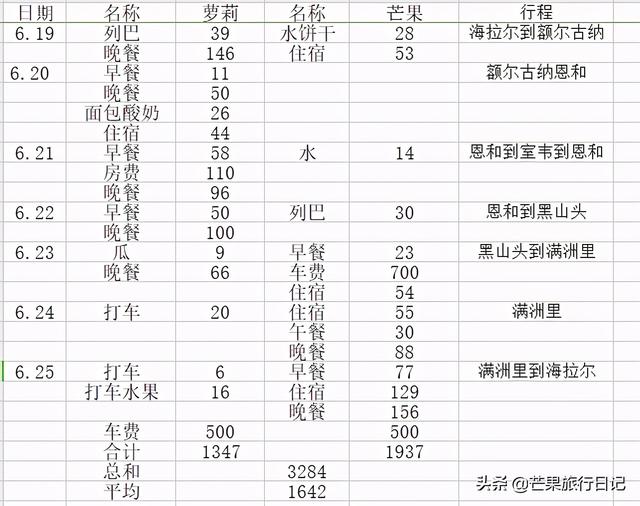 日期 名称 萝莉 名称 芒果 行程
6.19 列巴 39 水饼干 28 海拉尔到额尔古纳
晚餐 146 住宿 53
6.20 早餐 11 额尔古纳恩和
晚餐 50
面包酸奶 26
住宿 44
6.21 早餐 58 水 14 恩和到室韦到恩和
房费 110
晚餐 96
6.22 早餐 50 列巴 30 恩和到黑山头
晚餐 100
6.23 瓜 9 早餐 23 黑山头到满洲里
晚餐 66 车费 700
住宿 54
6.24 打车 20 住宿 55 满洲里
午餐 30
晚餐 88
6.25 打车 6 早餐 77 满洲里到海拉尔
打车水果 16 住宿 129
晚餐 156
车费 500 500
合计 1347 1937
总和 3284
平均 1642
头条 @芒果旅行日记